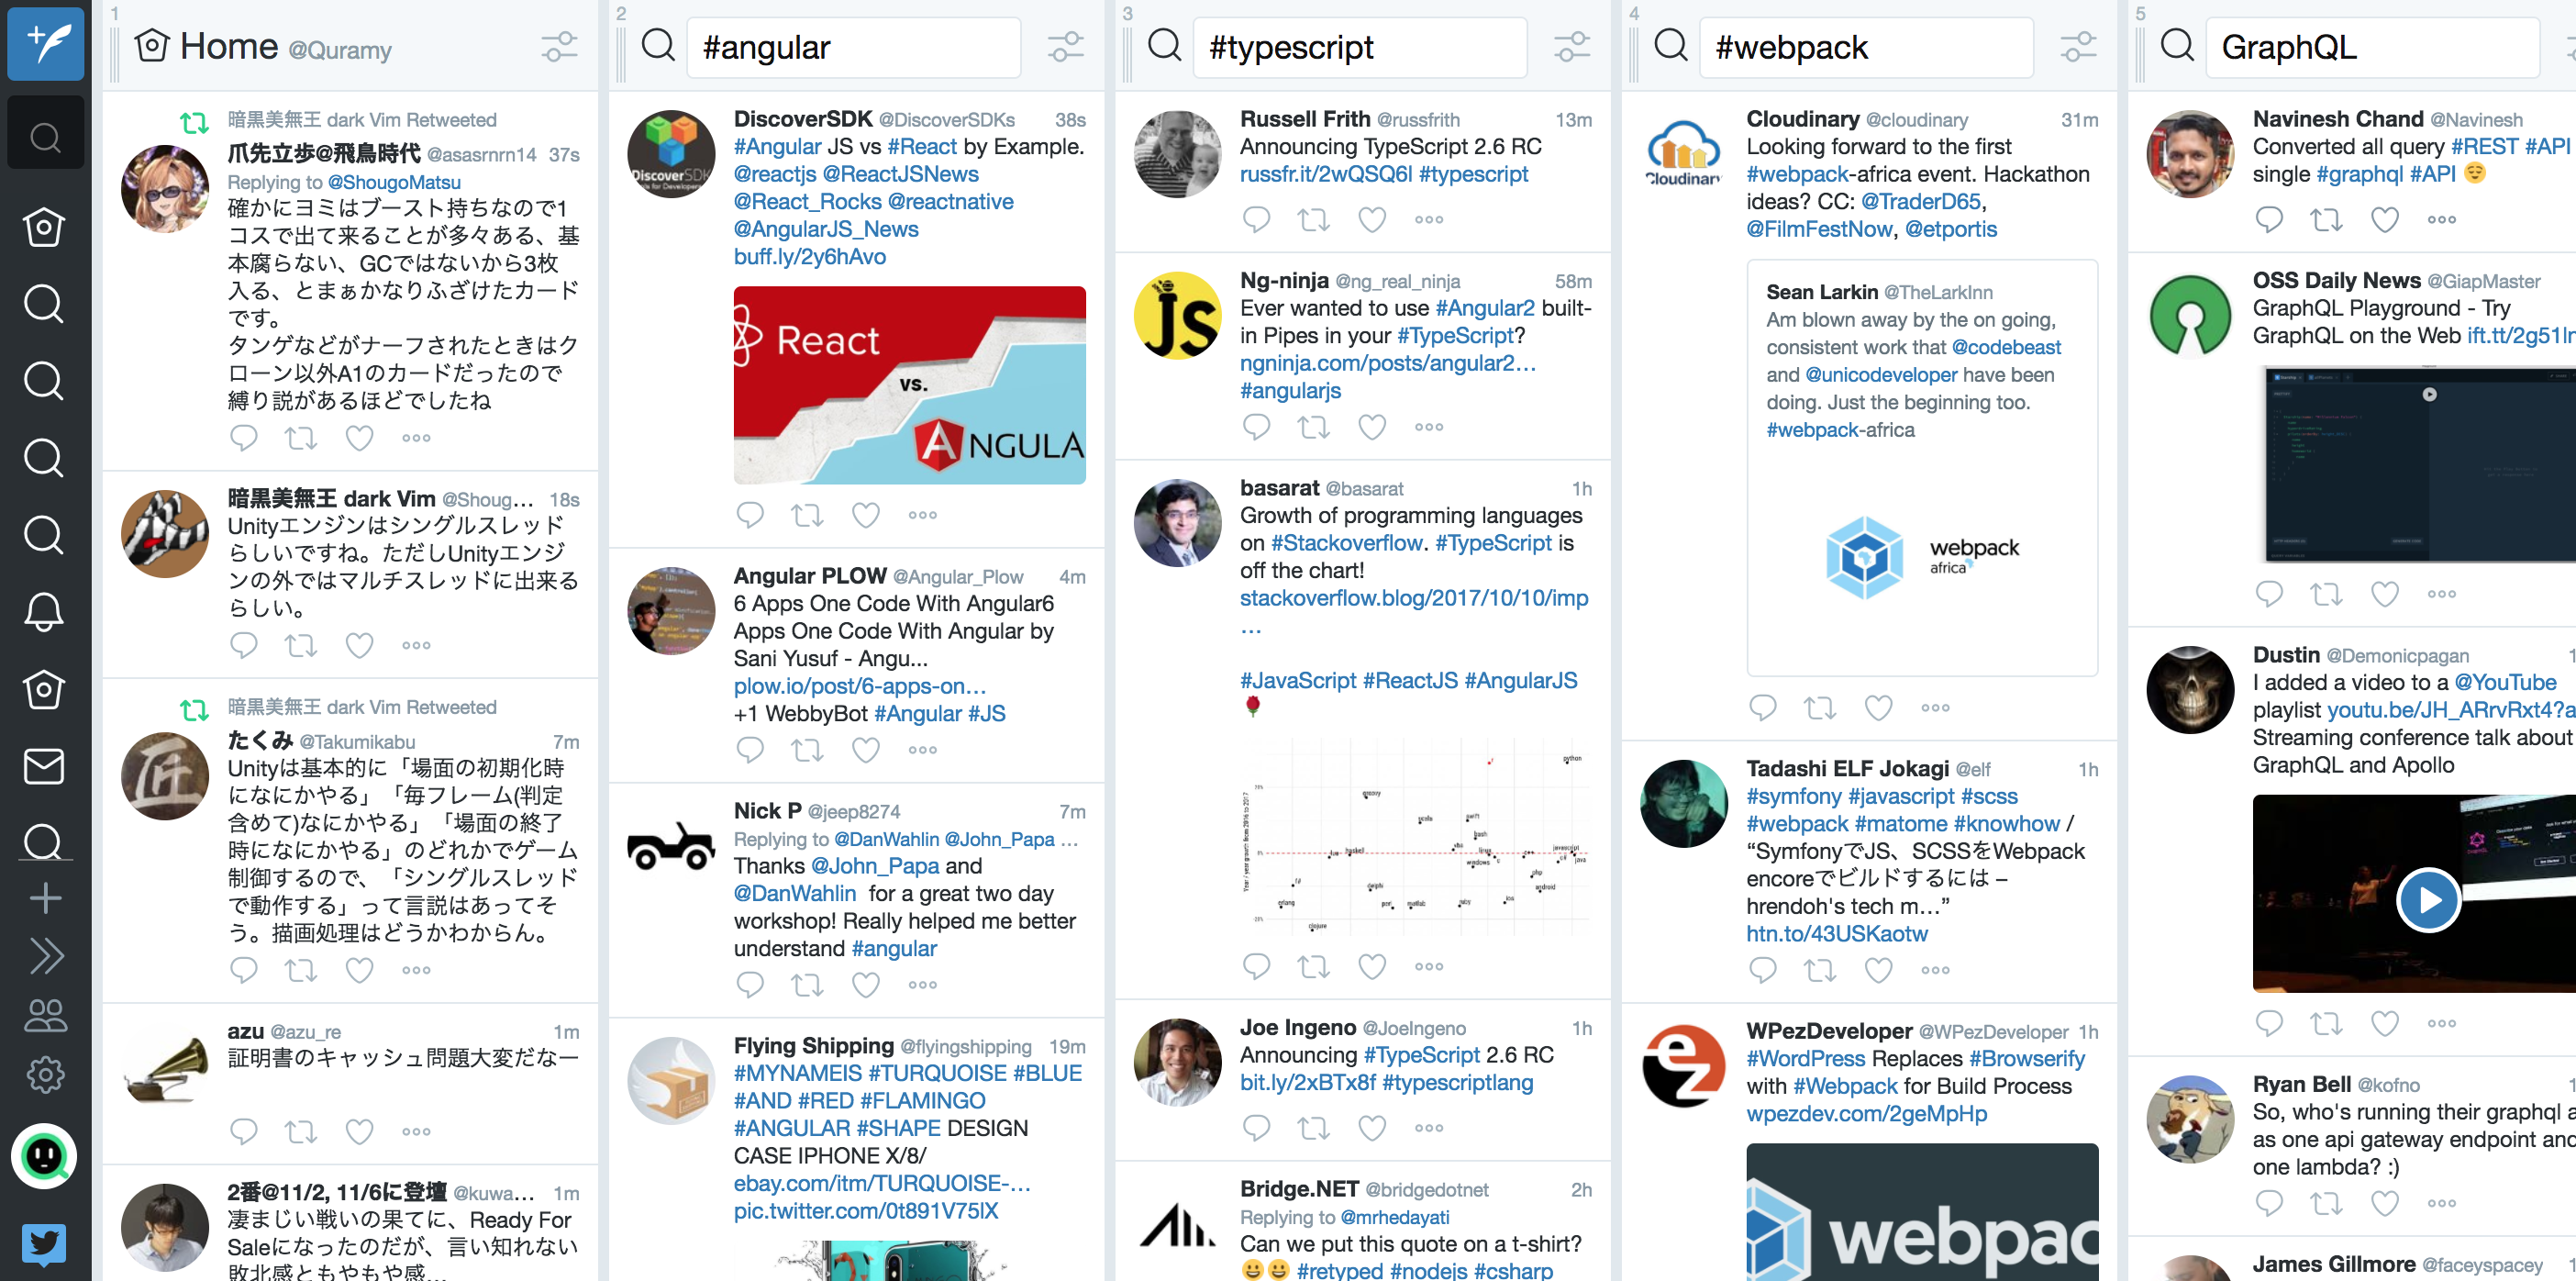 1
Home @Quramy
暗黒美無王 dark Vim Retweeted
爪先立歩@飛鳥時代 @asasrnrn14 37s
Replying to @ShougoMatsu
確かにヨミはブースト持ちなので1
コスで出て来ることが多々ある、基
本腐らない、GCではないから3枚
入る、とまぁかなりふざけたカード
です。
タンゲなどがナーフされたときはク
ローン以外A1のカードだったので
縛り説があるほどでしたね
暗黒美無王 dark Vim @Shoug... 18s
Unityエンジンはシングルスレッド
らしいですね。ただしUnityエンジ
ンの外ではマルチスレッドに出来る
らしい。
暗黒美無王 dark Vim Retweeted
たくみ @Takumikabu 7m
Unityは基本的に「場面の初期化時
になにかやる」「毎フレーム(判定
含めて)なにかやる」「場面の終了
時になにかやる」のどれかでゲーム
制御するので、「シングルスレッド
で動作する」って言説はあってそ
う。描画処理はどうかわからん。
azu @azu_re 1m
証明書のキャッシュ問題大変だなー
2番@11/2, 11/6に登壇 @kuwa... 1m
凄まじい戦いの果てに、Ready For
Saleになったのだが、言い知れない
敗北感ともやもや感...
2
#angular
DiscoverSDK @DiscoverSDKs 38s
DiscoverSDK
#Angular JS vs #React by Example.
@reactjs @ReactJSNews
@React_Rocks @reactnative
@AngularJS_News
buff.ly/2y6hAvo
React
vs.
ANGULA
Angular PLOW @Angular_Plow 4m
6 Apps One Code With Angular6
Apps One Code With Angular by
Sani Yusuf - Angu...
plow.io/post/6-apps-on...
+1 WebbyBot #Angular #JS
Nick P @jeep8274 7m
Replying to @DanWahlin @John_Papa ...
Thanks @John_Papa and
@DanWahlin for a great two day
workshop! Really helped me better
understand #angular
Flying Shipping @flyingshipping 19m
#MYNAMEIS #TURQUOISE #BLUE
#AND #RED #FLAMINGO
#ANGULAR #SHAPE DESIGN
CASE IPHONE X/8/
ebay.com/itm/TURQUOISE-...
pic.twitter.com/0t891V75lX
3
#typescript
Russell Frith @russfrith 13m
Announcing TypeScript 2.6 RC
russfr.it/2wQSQ6l #typescript
JS
Ng-ninja @ng_real_ninja 58m
Ever wanted to use #Angular2 built-
in Pipes in your #TypeScript?
ngninja.com/posts/angular2...
#angularjs
basarat @basarat 1h
Growth of programming languages
on #Stackoverflow. #TypeScript is
off the chart!
stackoverflow.blog/2017/10/10/imp
...
#JavaScript #ReactJS #AngularJS
🌹
python
swift
haskell
windows
javascript
java
php
android
delphi
perl
matlab
ruby
erlang
clojure
Joe Ingeno @JoeIngeno 1h
Announcing #TypeScript 2.6 RC
bit.ly/2xBTx8f #typescriptlang
Bridge.NET @bridgedotnet 2h
Replying to @mrhedayati
Can we put this quote on a t-shirt?
😀😀 #retyped #nodejs #csharp
4
#webpack
Cloudinary @cloudinary 31m
Cloudinary
Looking forward to the first
#webpack-africa event. Hackathon
ideas? CC: @TraderD65,
@FilmFestNow, @etportis
Sean Larkin @TheLarkInn
Am blown away by the on going,
consistent work that @codebeast
and @unicodeveloper have been
doing. Just the beginning too.
#webpack-africa
webpack
africa
Tadashi ELF Jokagi @elf 1h
#symfony #javascript #scss
#webpack #matome #knowhow /
“SymfonyでJS、SCSSをWebpack
encoreでビルドするには –
hrendoh's tech m...”
htn.to/43USKaotw
ez
WPezDeveloper @WPezDeveloper 1h
#WordPress Replaces #Browserify
with #Webpack for Build Process
wpezdev.com/2geMpHp
webpac
5
GraphQL
Navinesh Chand @Navinesh
Converted all query #REST #API
single #graphql #API 😌
OSS Daily News @GiapMaster
GraphQL Playground - Try
GraphQL on the Web ift.tt/2g51lr
Dustin @Demonicpagan 1
I added a video to a @YouTube
playlist youtu.be/JH_ARrvRxt4?a
Streaming conference talk about
GraphQL and Apollo
Ryan Bell @kofno 1
So, who's running their graphql a
as one api gateway endpoint and
one lambda? :)
James Gillmore @faceyspacey 1